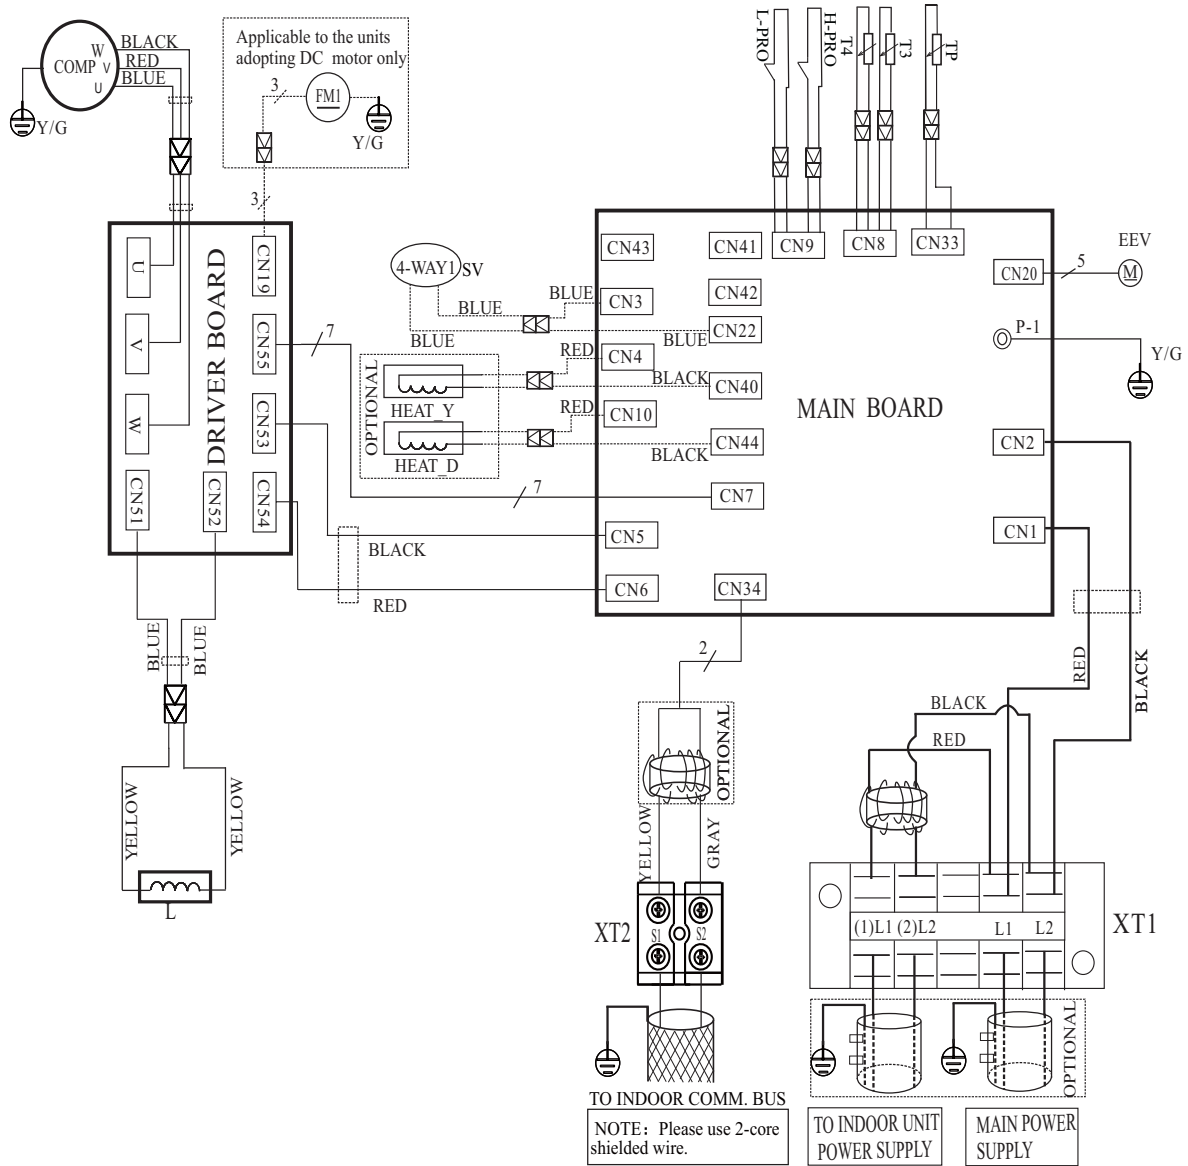 W
COMP V
U
BLACK
RED
BLUE
Y/G
Applicable to the units
adopting DC motor only
3
FM1
Y/G
3
L-PRO
H-PRO
T4
T3
TP
U
V
W
DRIVER BOARD
CN19
CN55
CN53
CN54
CN51
CN52
7
4-WAY1
SV
BLUE
BLUE
BLUE
BLUE
OPTIONAL
HEAT_Y
HEAT_D
RED
BLACK
RED
BLACK
7
BLACK
RED
CN43
CN41
CN9
CN8
CN33
CN20
5
EEV
M
CN3
CN42
CN22
P-1
Y/G
CN4
CN40
CN10
CN44
MAIN BOARD
CN2
CN7
CN1
CN5
CN6
CN34
BLUE
BLUE
YELLOW
YELLOW
L
2
OPTIONAL
YELLOW
GRAY
XT2
S1
S2
TO INDOOR COMM. BUS
NOTE: Please use 2-core
shielded wire.
RED
BLACK
BLACK
RED
(1)L1
(2)L2
L1
L2
XT1
OPTIONAL
TO INDOOR UNIT
POWER SUPPLY
MAIN POWER
SUPPLY